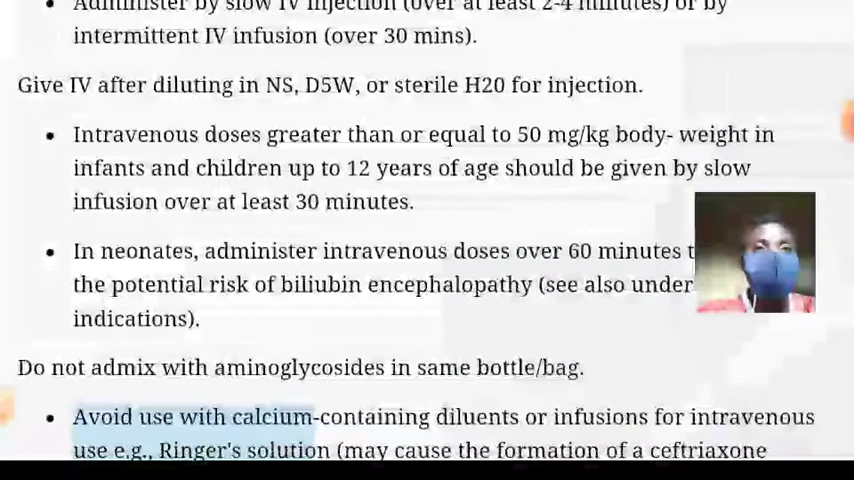 Administer by slow IV injection (over at least 2-4 minutes) or by
intermittent IV infusion (over 30 mins).
Give IV after diluting in NS, D5W, or sterile H20 for injection.
Intravenous doses greater than or equal to 50 mg/kg body- weight in
infants and children up to 12 years of age should be given by slow
infusion over at least 30 minutes.
In neonates, administer intravenous doses over 60 minutes
the potential risk of biliubin encephalopathy (see also under
indications).
Do not admix with aminoglycosides in same bottle/bag.
Avoid use with calcium-containing diluents or infusions for intravenous
use e.g., Ringer's solution (may cause the formation of a ceftriaxone